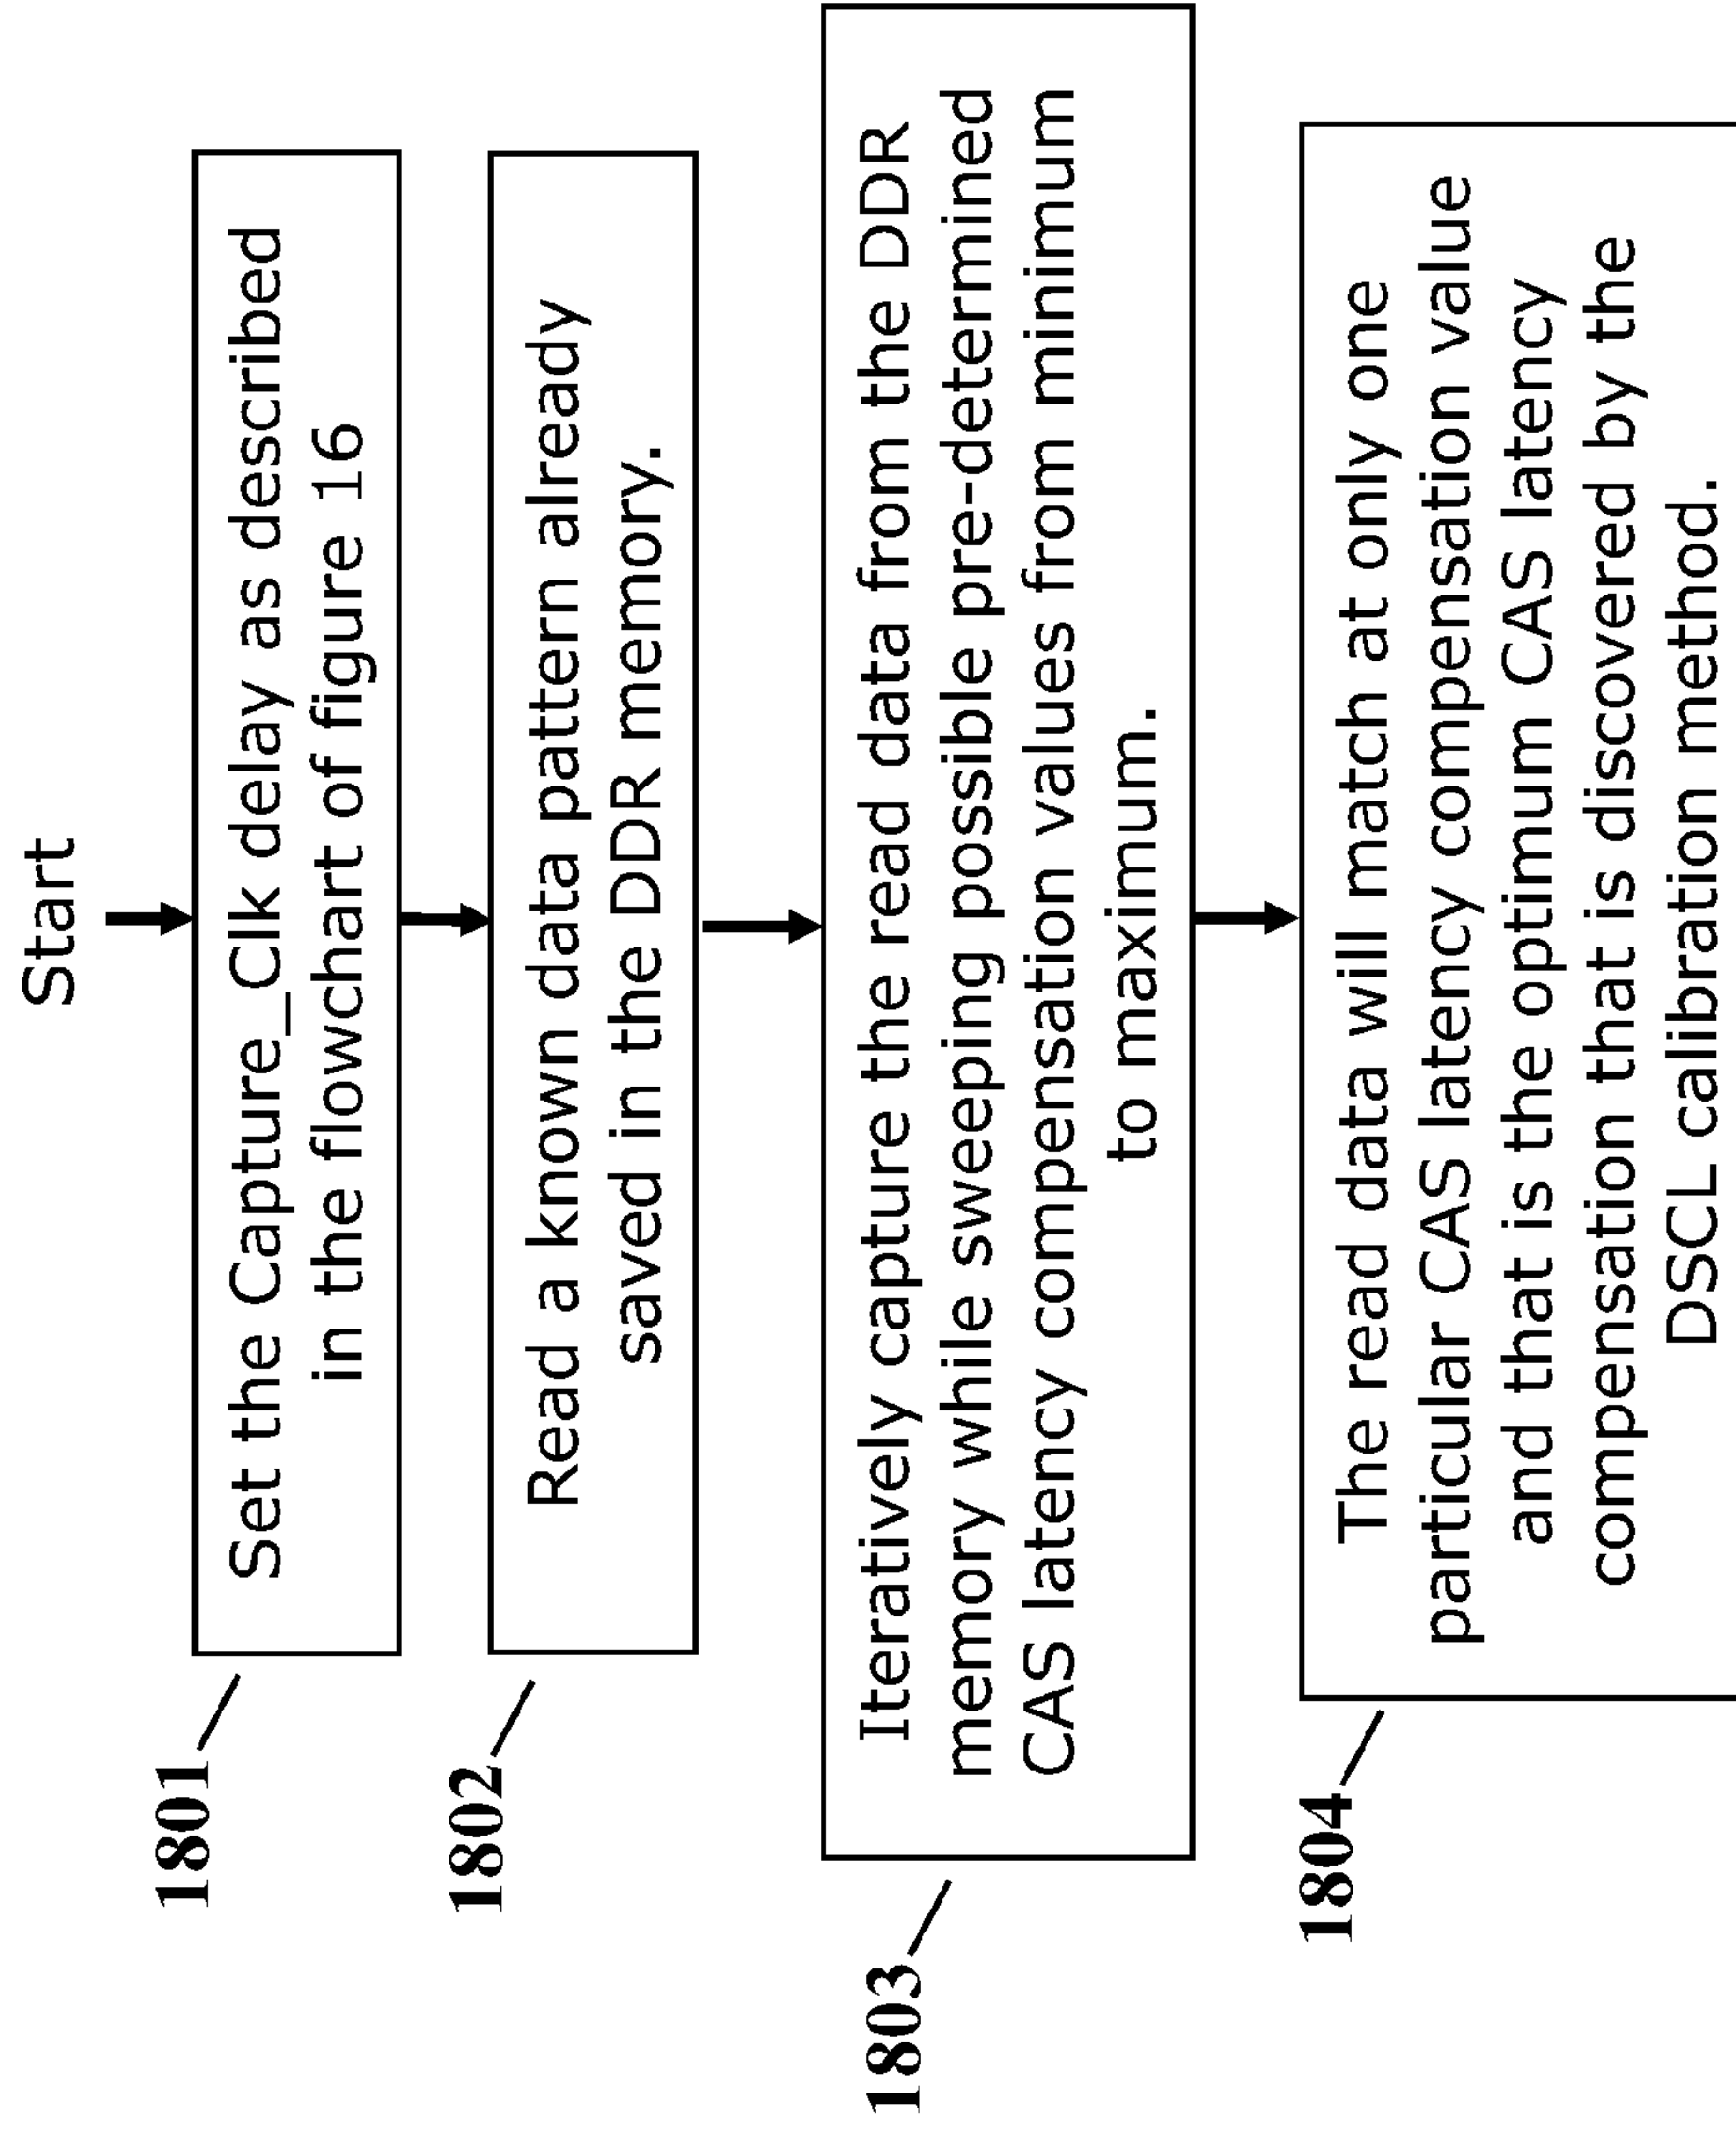 Start
1801
Set the Capture_Clk delay as described
in the flowchart of figure 16
1802
Read a known data pattern already
saved in the DDR memory.
1803
Iteratively capture the read data from the DDR
memory while sweeping possible pre-determined
CAS latency compensation values from minimum
to maximum.
1804
The read data will match at only one
particular CAS latency compensation value
and that is the optimum CAS latency
compensation that is discovered by the
DSCL calibration method.